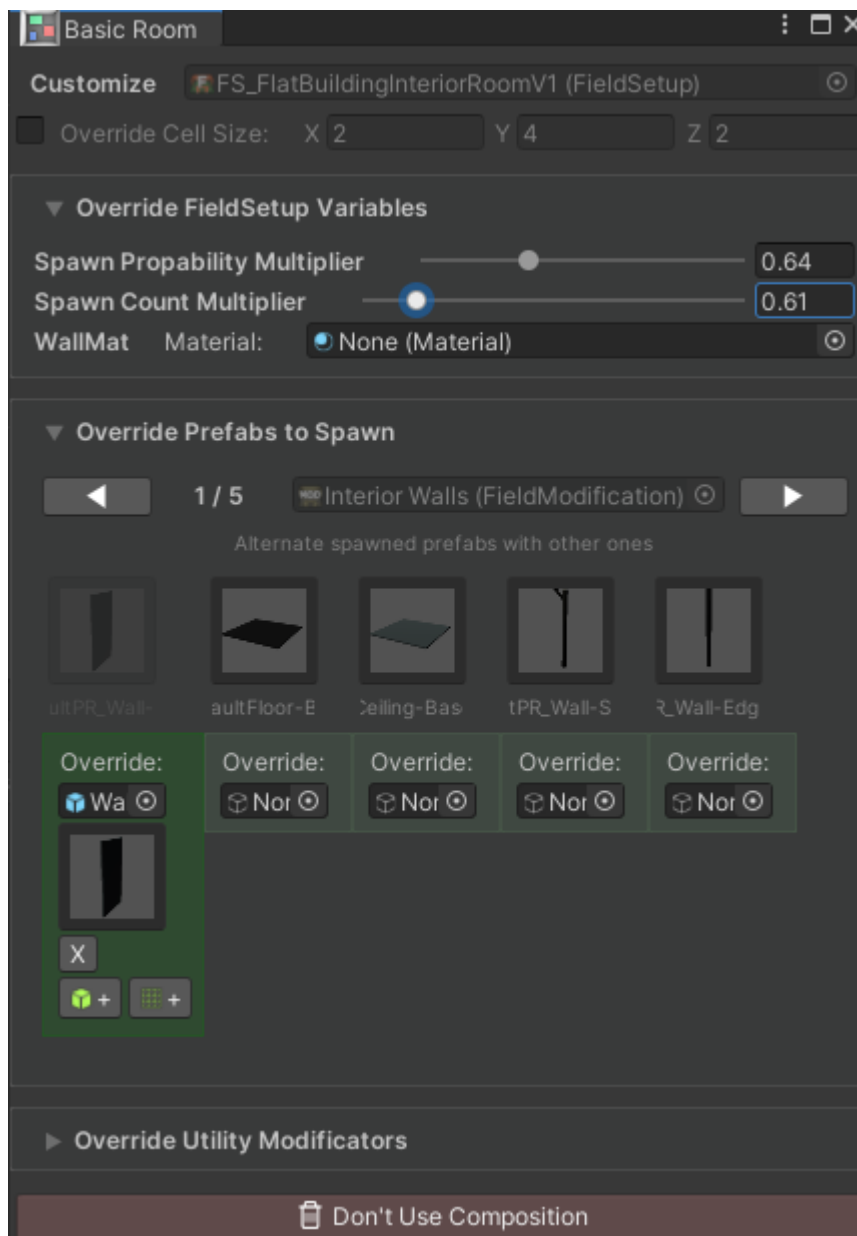 Basic Room
Customize FS_FlatBuildingInteriorRoomV1 (FieldSetup)
Override Cell Size: X 2 Y 4 Z 2
Override FieldSetup Variables
Spawn Propability Multiplier 0.64
Spawn Count Multiplier 0.61
WallMat Material: None (Material)
Override Prefabs to Spawn
1 / 5 Interior Walls (FieldModification)
Alternate spawned prefabs with other ones
ultPR_Wall- aultFloor-B Ceiling-Bas tPR_Wall-S R_Wall-Edg
Override: Override: Override: Override: Override:
Wa Nor Nor Nor Nor
X
+ +
Override Utility Modificators
Don't Use Composition